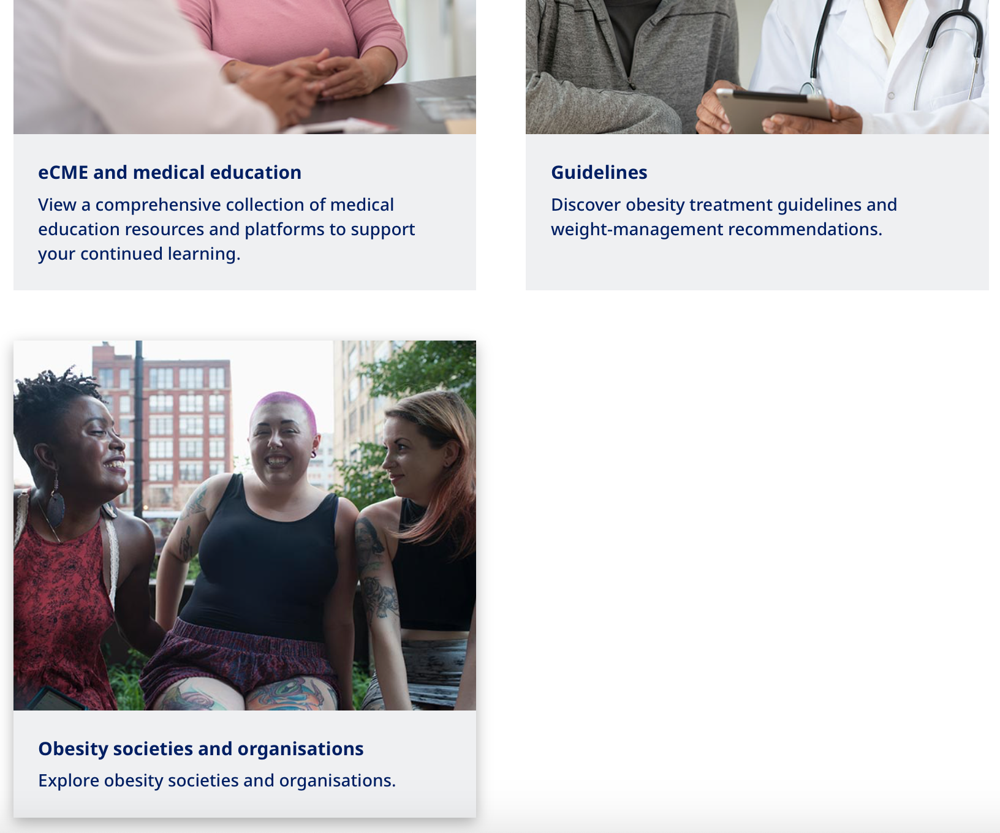 eCME and medical education
View a comprehensive collection of medical
education resources and platforms to support
your continued learning.
Guidelines
Discover obesity treatment guidelines and
weight-management recommendations.
Obesity societies and organisations
Explore obesity societies and organisations.